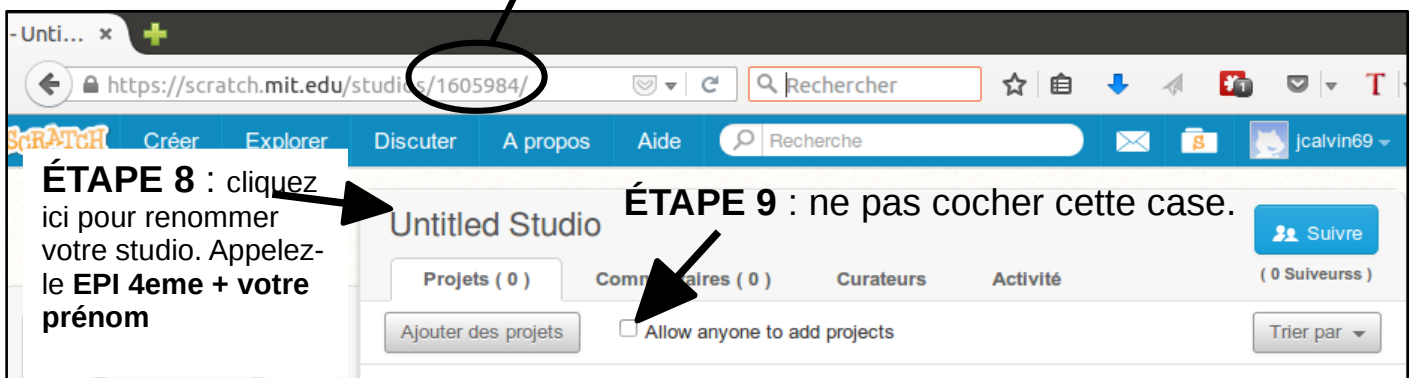 - Unti...
https://scratch.mit.edu/studios/1605984/
Rechercher
1
T
SCRATCH Créer Explorer Discuter A propos Aide Recherche S jcalvin69
ÉTAPE 8 : cliquez
ici pour renommer
votre studio. Appelez-
le EPI 4eme + votre
prénom
Untitled Studio
ÉTAPE 9 : ne pas cocher cette case.
Suivre
Projets ( 0 ) Commentaires ( 0 ) Curateurs Activité ( 0 Suiveurss )
Ajouter des projets Allow anyone to add projects Trier par